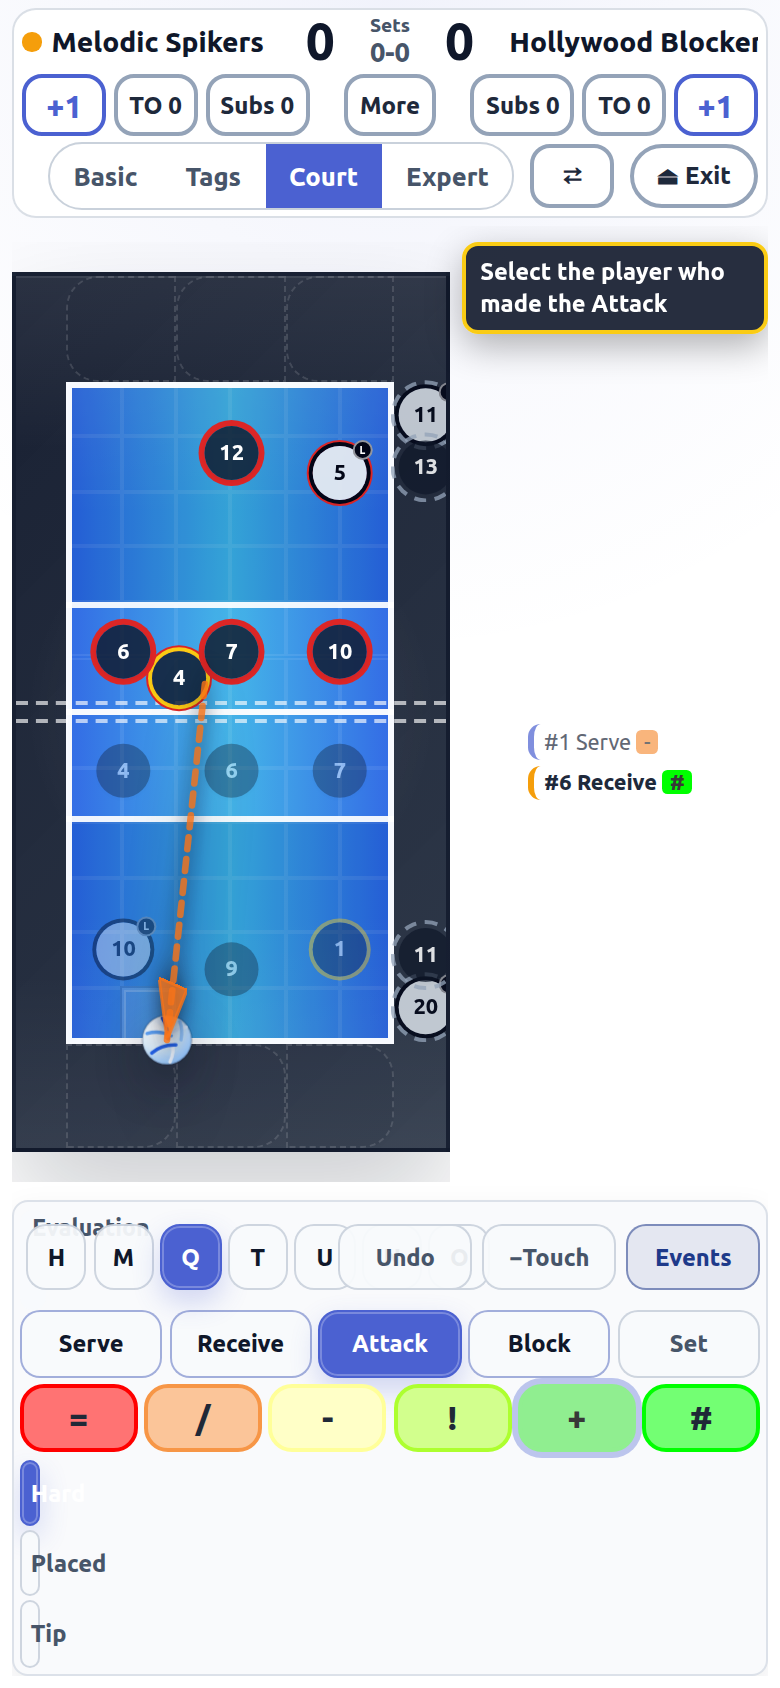 Melodic Spikers 0 Sets 0-0 0 Hollywood Blocker
+1 TO 0 Subs 0 More Subs 0 TO 0 +1
Basic Tags Court Expert ⇄ ⏏ Exit
Select the player who
made the Attack
11
12
5 L
13
6 7 10
4
4 6 7
#1 Serve -
#6 Receive #
10 L 9 1 11
20
Evaluation
H M Q T U Undo O −Touch Events
Serve Receive Attack Block Set
= / - ! + #
Hard
Placed
Tip